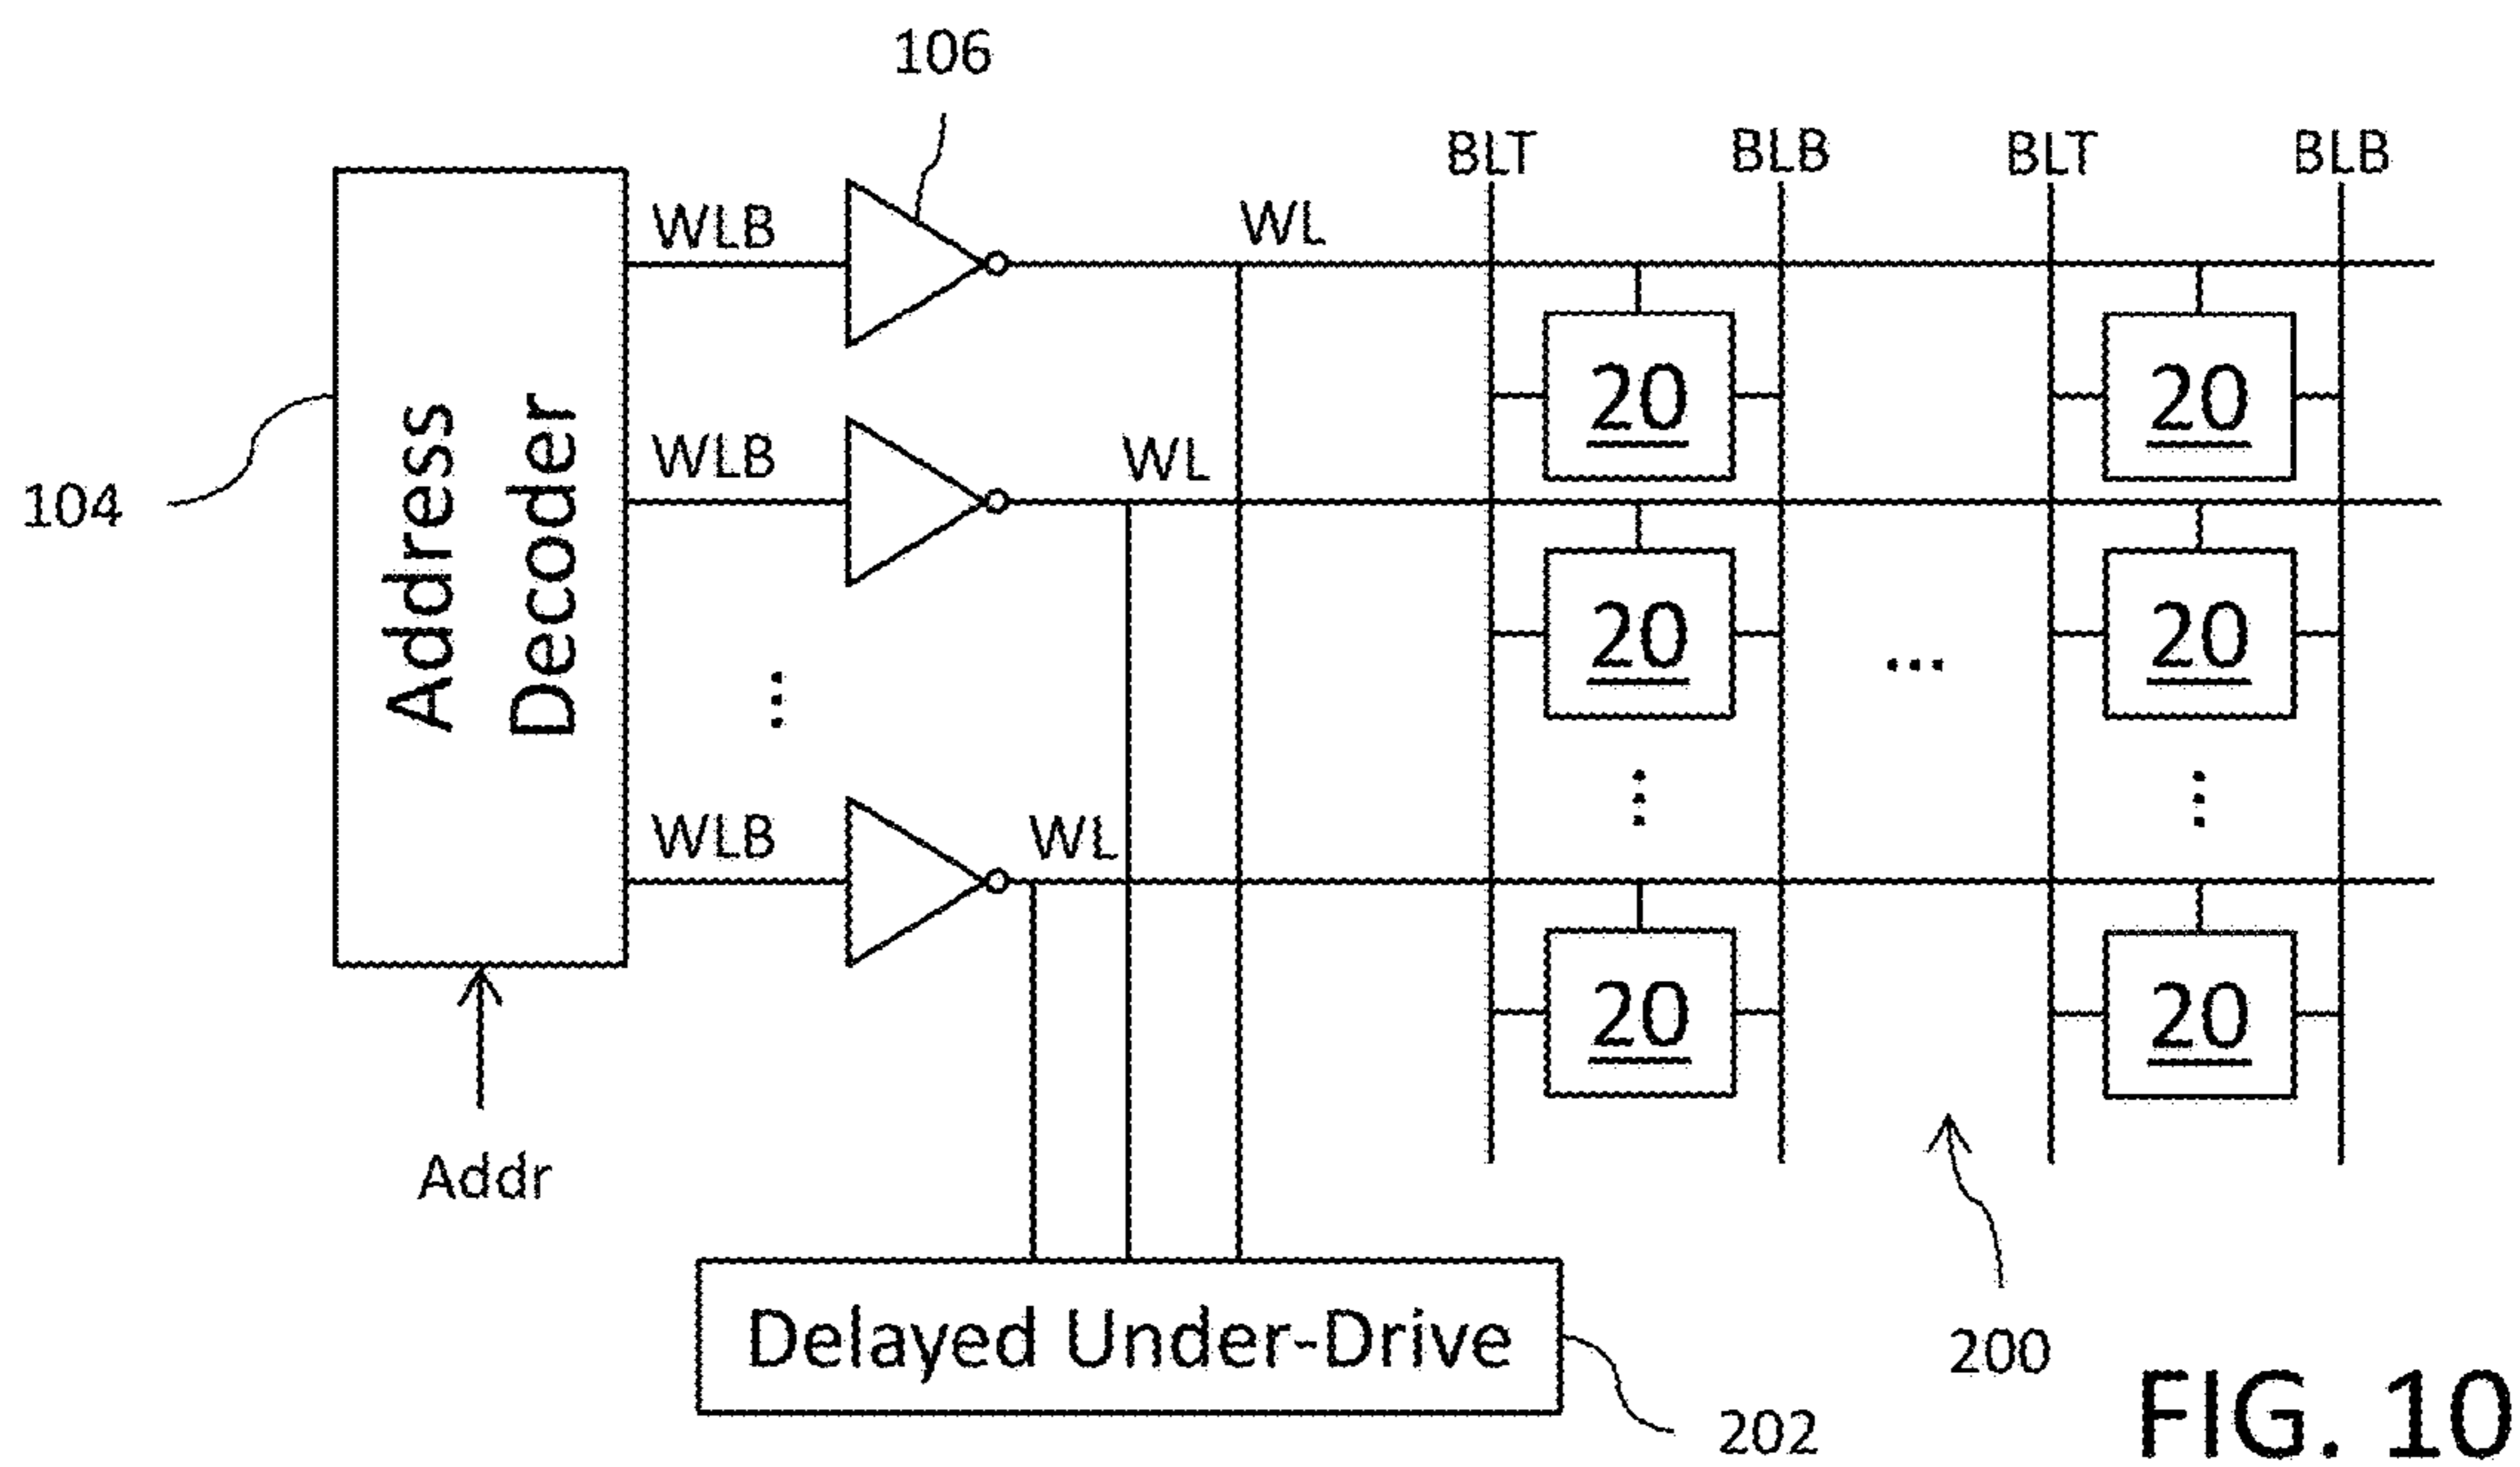 106
BLT BLB BLT BLB
WLB WL
20 20
WLB WL
104
Address
Decoder
20 20
...
WLB WL
20 20
Addr
Delayed Under-Drive
200
202
FIG. 10